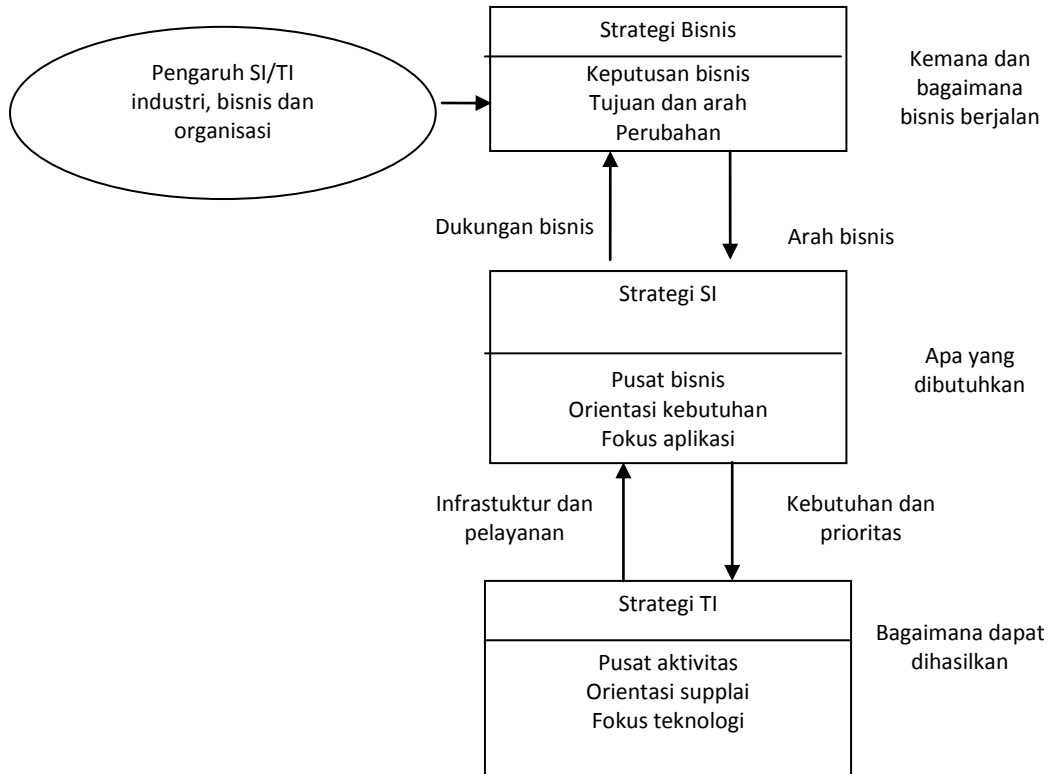 Strategi Bisnis
Keputusan bisnis
Tujuan dan arah
Perubahan
Pengaruh SI/TI
industri, bisnis dan
organisasi
Kemana dan
bagaimana
bisnis berjalan
Dukungan bisnis
Arah bisnis
Strategi SI
Pusat bisnis
Orientasi kebutuhan
Fokus aplikasi
Apa yang
dibutuhkan
Infrastuktur dan
pelayanan
Kebutuhan dan
prioritas
Strategi TI
Pusat aktivitas
Orientasi supplai
Fokus teknologi
Bagaimana dapat
dihasilkan